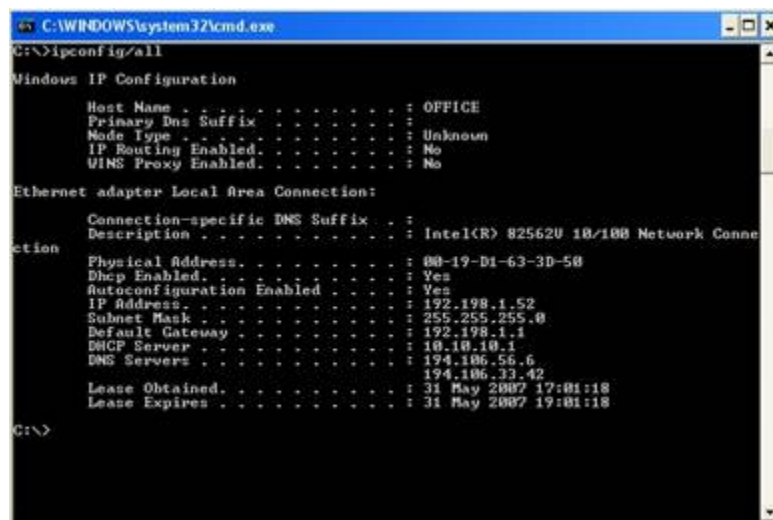 C:\WINDOWS\system32\cmd.exe
C:\>ipconfig/all
Windows IP Configuration
Host Name . . . . . . . . . . . . : OFFICE
Primary Dns Suffix . . . . . . . :
Node Type . . . . . . . . . . . . : Unknown
IP Routing Enabled. . . . . . . . : No
WINS Proxy Enabled. . . . . . . . : No
Ethernet adapter Local Area Connection:
Connection-specific DNS Suffix . :
Description . . . . . . . . . . . : Intel(R) 82562V 10/100 Network Conne
ction
Physical Address. . . . . . . . . : 00-19-D1-63-3D-50
Dhcp Enabled. . . . . . . . . . . : Yes
Autoconfiguration Enabled . . . . : Yes
IP Address. . . . . . . . . . . . : 192.198.1.52
Subnet Mask . . . . . . . . . . . : 255.255.255.0
Default Gateway . . . . . . . . . : 192.198.1.1
DHCP Server . . . . . . . . . . . : 10.10.10.1
DNS Servers . . . . . . . . . . . : 194.106.56.6
194.106.33.42
Lease Obtained. . . . . . . . . . : 31 May 2007 17:01:18
Lease Expires . . . . . . . . . . : 31 May 2007 19:01:18
C:\>